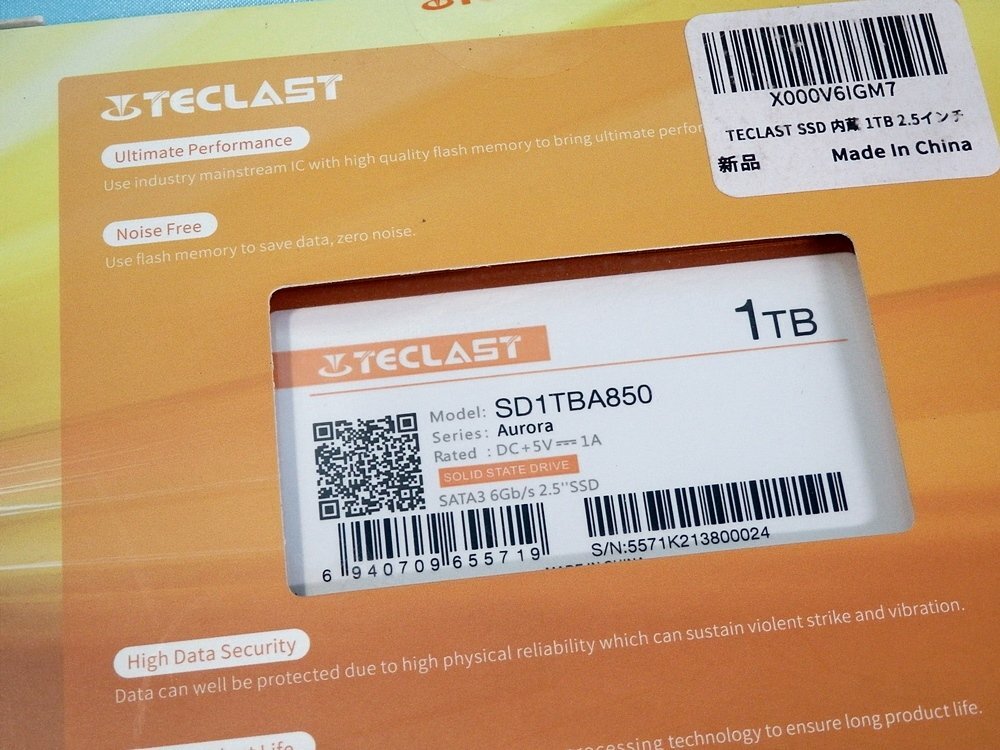 TECLAST
Ultimate Performance
Use industry mainstream IC with high quality flash memory to bring ultimate
Noise Free
Use flash memory to save data, zero noise.
X000V6IGM7
TECLAST SSD 内蔵 1TB 2.5インチ
新品 Made In China
1TB
TECLAST
Model: SD1TBA850
Series: Aurora
Rated : DC+5V⎓1A
SOLID STATE DRIVE
SATA3 6Gb/s 2.5''SSD
6 940709 655719
S/N:5571K213800024
High Data Security
Data can well be protected due to high physical reliability which can sustain violent strike and vibration.
technology to ensure long product life.